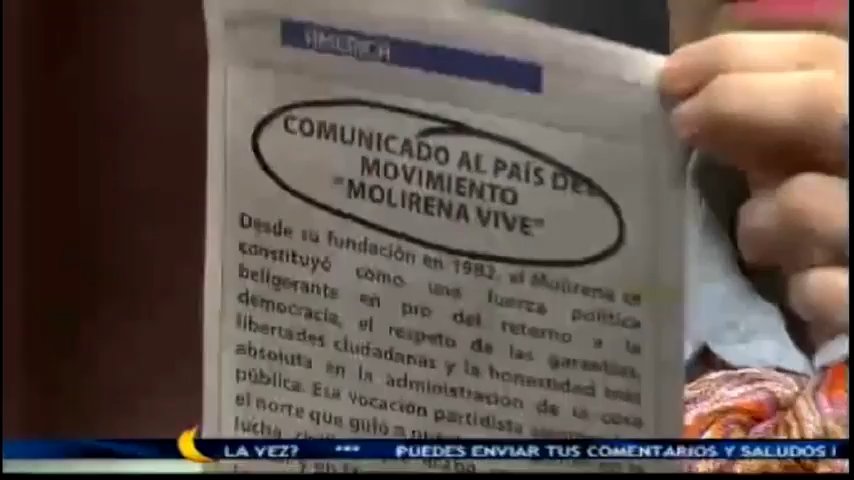 AMÉRICA
COMUNICADO AL PAÍS DEL
MOVIMIENTO
"MOLIRENA VIVE"
Desde su fundación en 1982, el Molirena se
constituyó como una fuerza política
beligerante en pro del retorno a la
democracia, el respeto de las garantías,
libertades ciudadanas y la honestidad más
absoluta en la administración de la cosa
pública. Esa vocación partidista
el norte que guió a
lucha
LA VEZ? *** PUEDES ENVIAR TUS COMENTARIOS Y SALUDOS